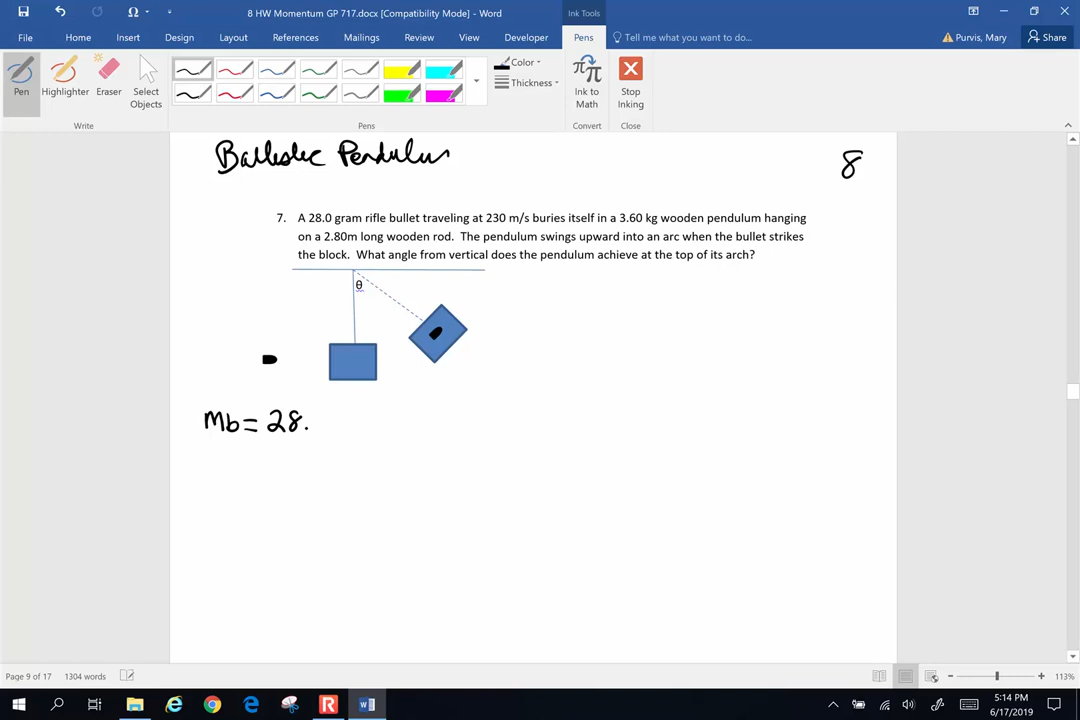 8 HW Momentum GP 717.docx [Compatibility Mode] - Word
Ink Tools
File Home Insert Design Layout References Mailings Review View Developer Pens Tell me what you want to do... Purvis, Mary Share
Pen Highlighter Eraser Select Objects
Color
Thickness
Ink to Math
Stop Inking
Write Pens Convert Close
Ballistic Pendulum 8
7. A 28.0 gram rifle bullet traveling at 230 m/s buries itself in a 3.60 kg wooden pendulum hanging
on a 2.80m long wooden rod. The pendulum swings upward into an arc when the bullet strikes
the block. What angle from vertical does the pendulum achieve at the top of its arch?
θ
Mb = 28.
Page 9 of 17 1304 words 113%
5:14 PM
6/17/2019